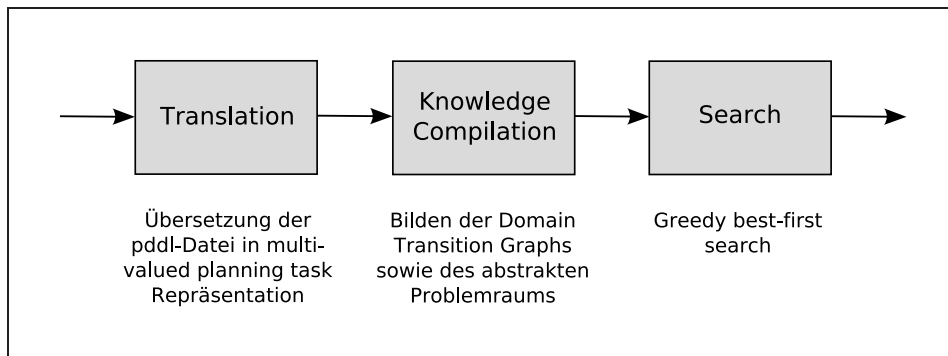 Translation
Knowledge
Compilation
Search
Übersetzung der
pddl-Datei in multi-
valued planning task
Repräsentation
Bilden der Domain
Transition Graphs
sowie des abstrakten
Problemraums
Greedy best-first
search